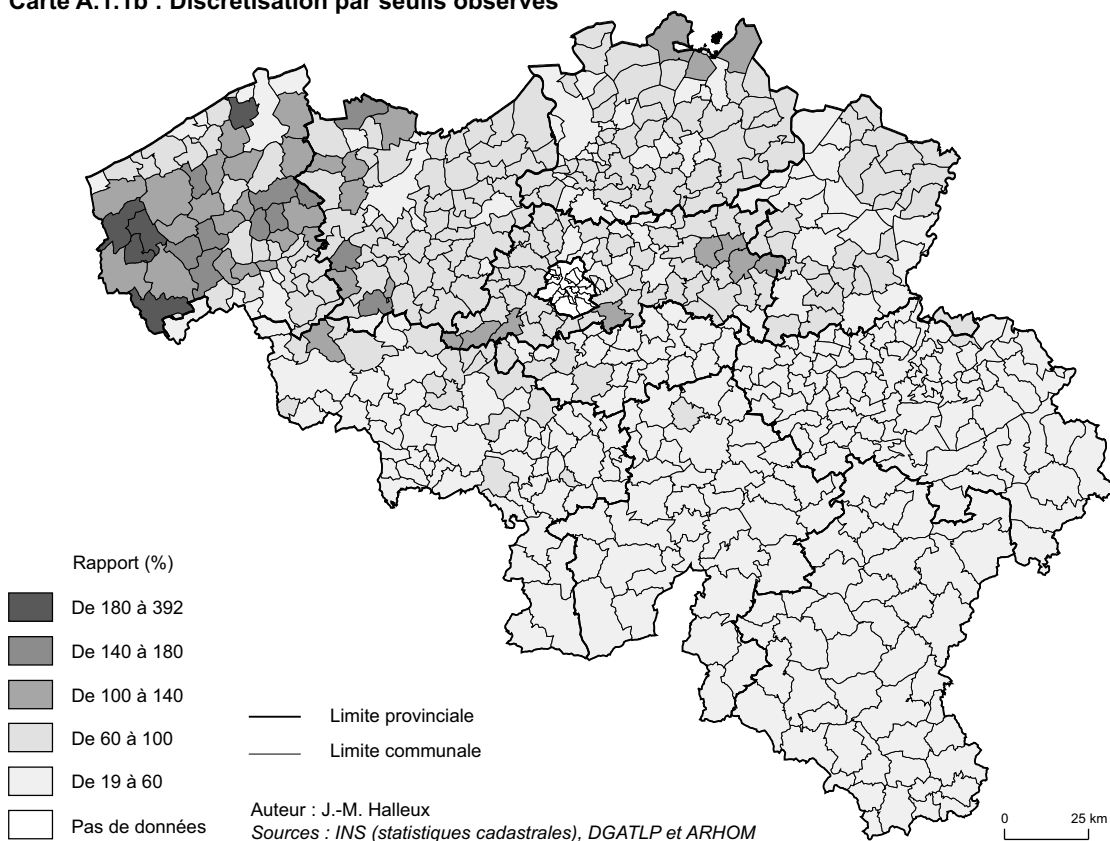 Carte A.1.1b : Discrétisation par seuils observés
Rapport (%)
De 180 à 392
De 140 à 180
De 100 à 140
De 60 à 100
De 19 à 60
Pas de données
Limite provinciale
Limite communale
Auteur : J.-M. Halleux
Sources : INS (statistiques cadastrales), DGATLP et ARHOM
0 25 km